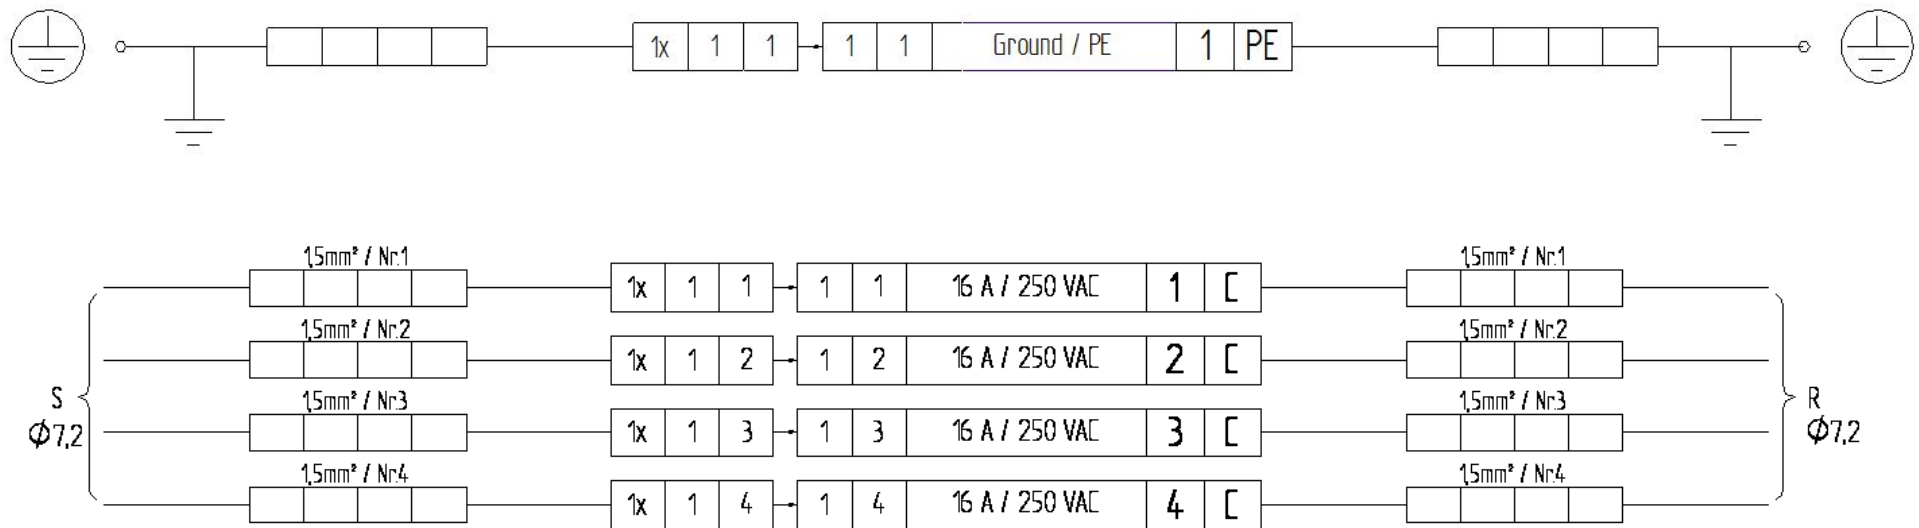 1x 1 1 1 1 Ground / PE 1 PE
1,5mm² / Nr.1 1,5mm² / Nr.1
1x 1 1 1 1 16 A / 250 VAC 1 C
1,5mm² / Nr.2 1,5mm² / Nr.2
1x 1 2 1 2 16 A / 250 VAC 2 C
S R
1,5mm² / Nr.3 1,5mm² / Nr.3
Φ7,2 1x 1 3 1 3 16 A / 250 VAC 3 C Φ7,2
1,5mm² / Nr.4 1,5mm² / Nr.4
1x 1 4 1 4 16 A / 250 VAC 4 C